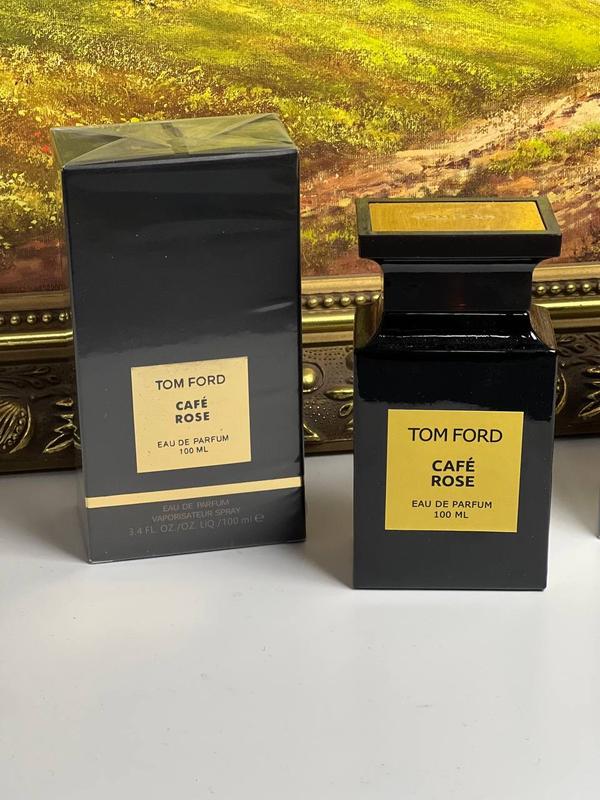 TOM FORD
CAFÉ
ROSE
EAU DE PARFUM
100 ML
EAU DE PARFUM
VAPORISATEUR SPRAY
3.4 FL. OZ./OZ. LIQ /100 ml ℮
TOM FORD
CAFÉ
ROSE
EAU DE PARFUM
100 ML